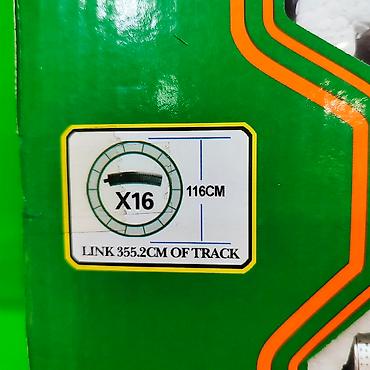 X16
116CM
LINK 355.2CM OF TRACK